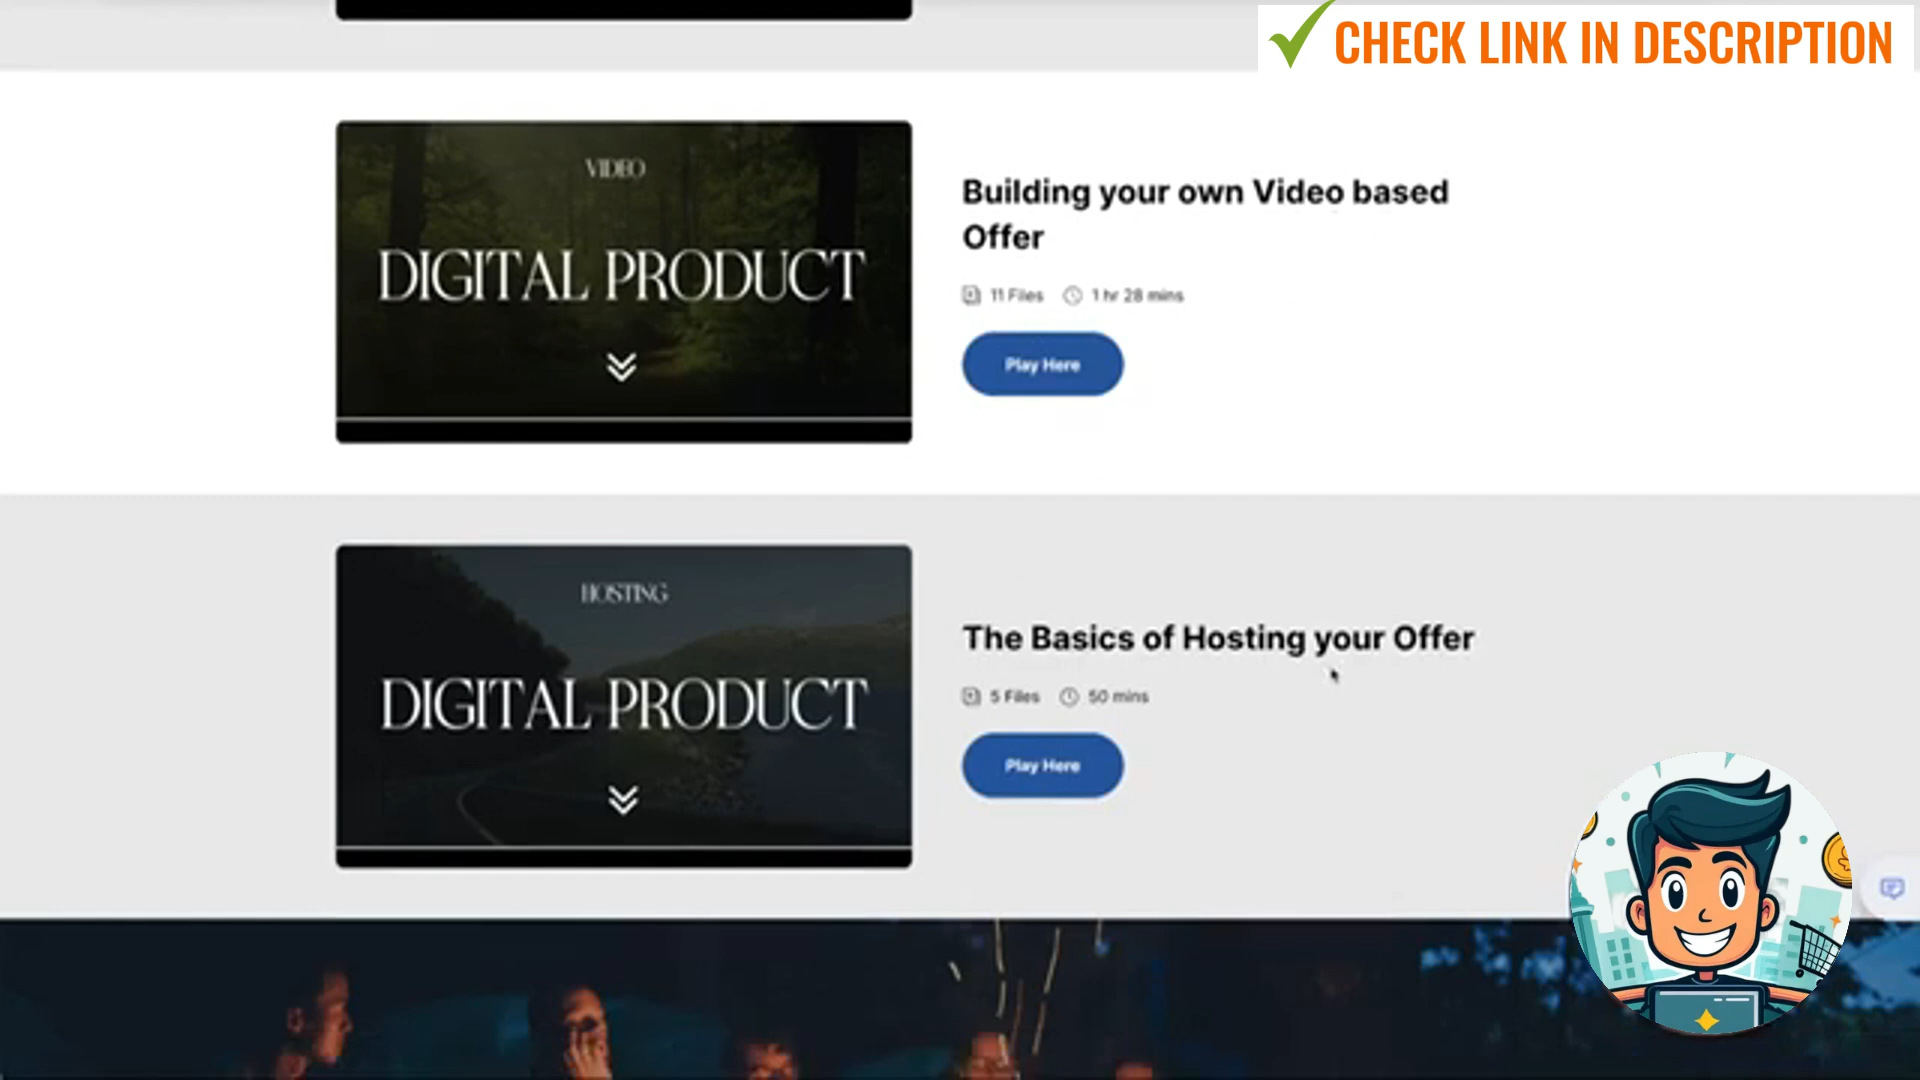 CHECK LINK IN DESCRIPTION
VIDEO
DIGITAL PRODUCT
Building your own Video based
Offer
11 Files 1 hr 28 mins
Play Here
HOSTING
DIGITAL PRODUCT
The Basics of Hosting your Offer
5 Files 50 mins
Play Here